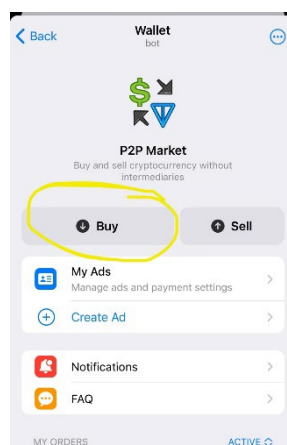 Back
Wallet
bot
P2P Market
Buy and sell cryptocurrency without
intermediaries
Buy
Sell
My Ads
Manage ads and payment settings
Create Ad
Notifications
FAQ
MY ORDERS
ACTIVE